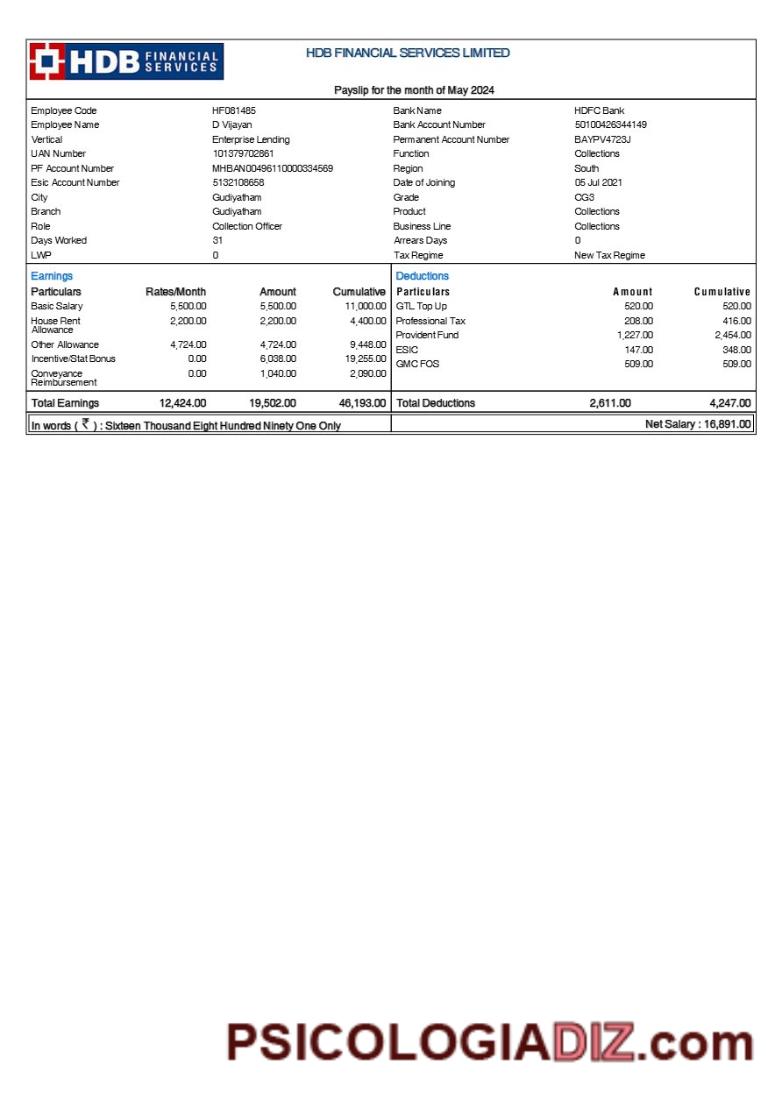 HDB FINANCIAL SERVICES
HDB FINANCIAL SERVICES LIMITED
Payslip for the month of May 2024
Employee Code HF081485 Bank Name HDFC Bank
Employee Name D Vijayan Bank Account Number 50100426344149
Vertical Enterprise Lending Permanent Account Number BAYPV4723J
UAN Number 101379702861 Function Collections
PF Account Number MHBAN00496110000334569 Region South
Esic Account Number 5132108658 Date of Joining 05 Jul 2021
City Gudiyatham Grade CG3
Branch Gudiyatham Product Collections
Role Collection Officer Business Line Collections
Days Worked 31 Arrears Days 0
LWP 0 Tax Regime New Tax Regime
Earnings Deductions
Particulars Rates/Month Amount Cumulative Particulars Amount Cumulative
Basic Salary 5,500.00 5,500.00 11,000.00 GTL Top Up 520.00 520.00
House Rent Allowance 2,200.00 2,200.00 4,400.00 Professional Tax 208.00 416.00
Provident Fund 1,227.00 2,454.00
Other Allowance 4,724.00 4,724.00 9,448.00 ESIC 147.00 348.00
Incentive/Stat Bonus 0.00 6,038.00 19,255.00 GMC FOS 509.00 509.00
Conveyance Reimbursement 0.00 1,040.00 2,090.00
Total Earnings 12,424.00 19,502.00 46,193.00 Total Deductions 2,611.00 4,247.00
In words ( ₹ ) : Sixteen Thousand Eight Hundred Ninety One Only Net Salary : 16,891.00
PSICOLOGIADIZ.com